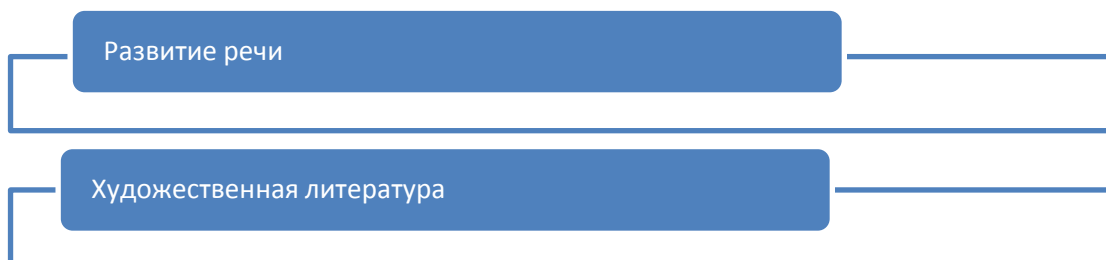 Развитие речи
Художественная литература